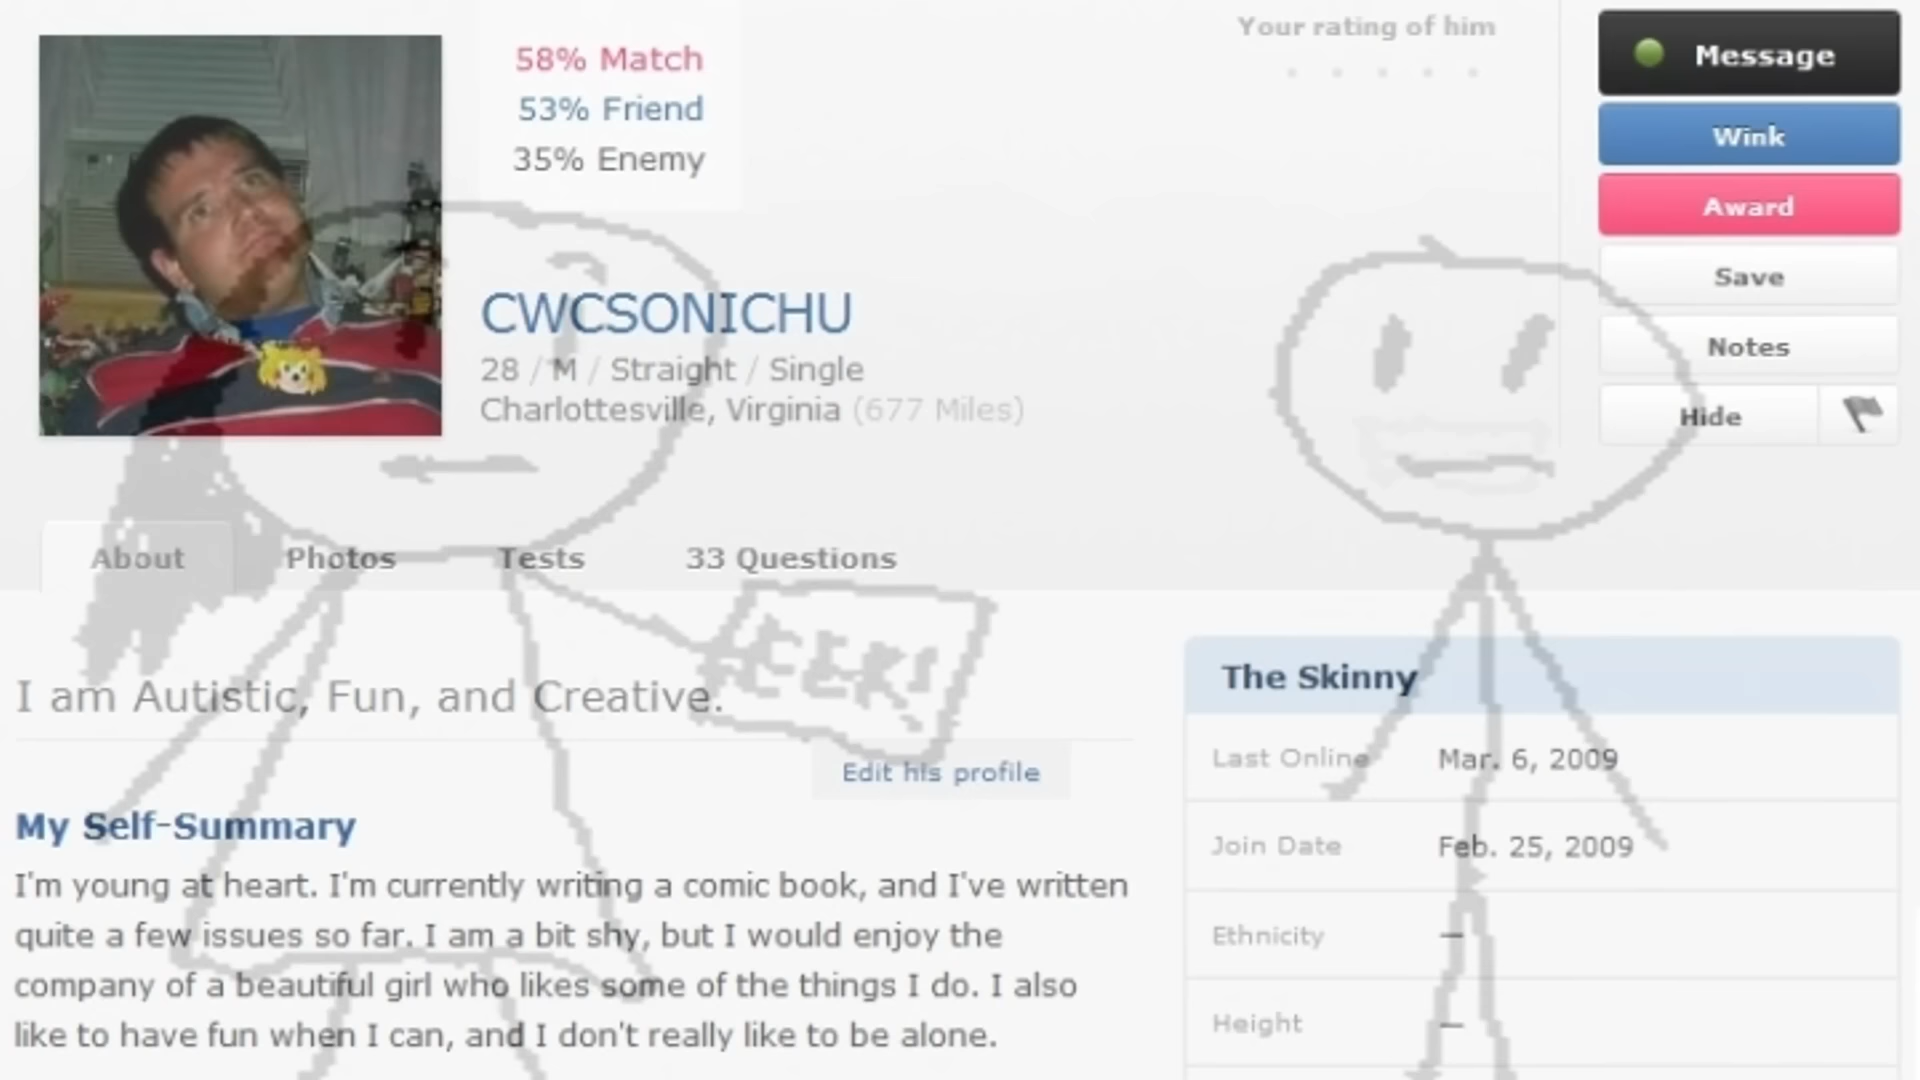 58% Match
53% Friend
35% Enemy
Your rating of him
Message
Wink
Award
Save
Notes
Hide
CWCSONICHU
28 / M / Straight / Single
Charlottesville, Virginia (677 Miles)
About
Photos
Tests
33 Questions
I am Autistic, Fun, and Creative.
Edit his profile
My Self-Summary
I'm young at heart. I'm currently writing a comic book, and I've written
quite a few issues so far. I am a bit shy, but I would enjoy the
company of a beautiful girl who likes some of the things I do. I also
like to have fun when I can, and I don't really like to be alone.
The Skinny
Last Online Mar. 6, 2009
Join Date Feb. 25, 2009
Ethnicity —
Height —